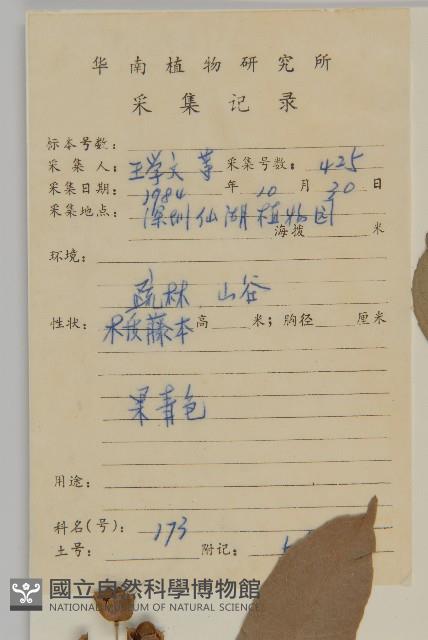 华南植物研究所
采集记录
标本号数:
采集人: 王学文 等 采集号数: 425
采集日期: 1984 年 10 月 20 日
采集地点: 深圳仙湖植物园
海拨 米
环境:
疏林 山谷
性状: 藤本 高 米; 胸径 厘米
果青色
用途:
科名(号): 173
土号: 附记:
國立自然科學博物館
NATIONAL MUSEUM OF NATURAL SCIENCE